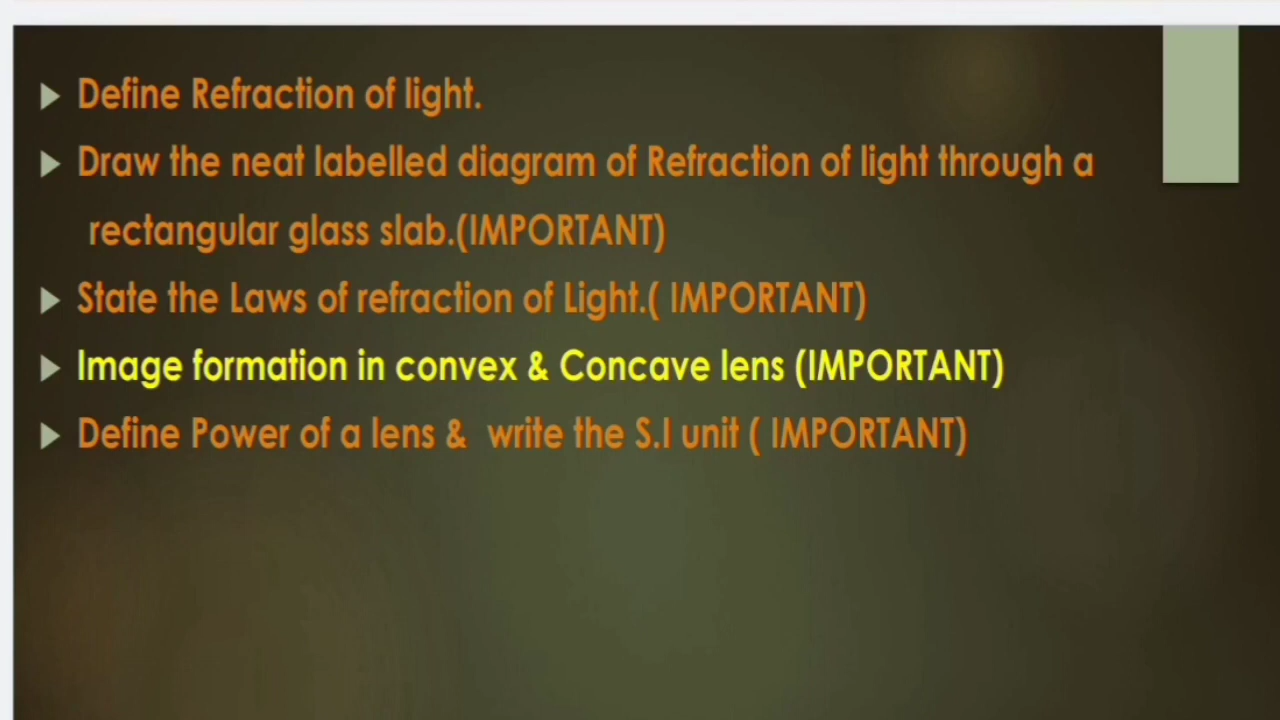 Define Refraction of light.
Draw the neat labelled diagram of Refraction of light through a
rectangular glass slab.(IMPORTANT)
State the Laws of refraction of Light.( IMPORTANT)
Image formation in convex & Concave lens (IMPORTANT)
Define Power of a lens &  write the S.I unit ( IMPORTANT)